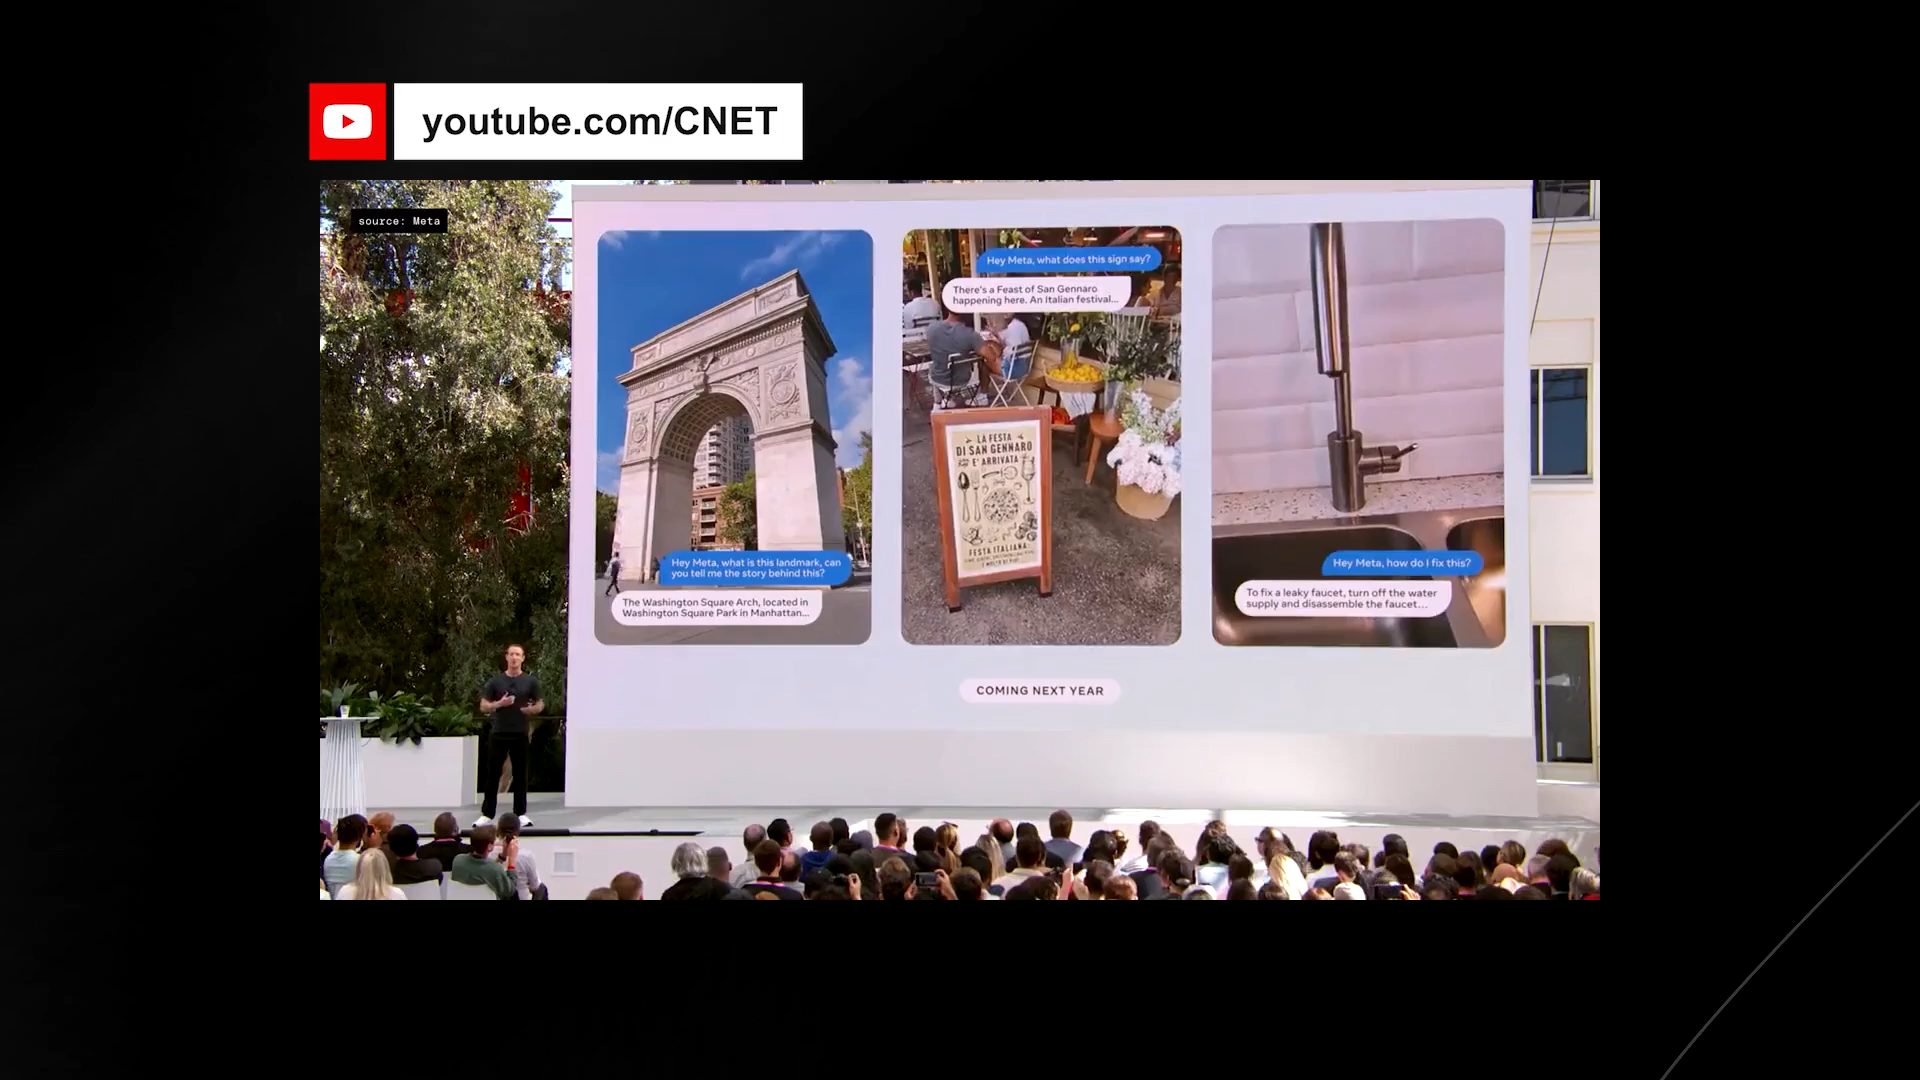 youtube.com/CNET
source: Meta
Hey Meta, what is this landmark, can
you tell me the story behind this?
The Washington Square Arch, located in
Washington Square Park in Manhattan...
Hey Meta, what does this sign say?
There's a Feast of San Gennaro
happening here. An Italian festival...
LA FESTA
DI SAN GENNARO
E' ARRIVATA
FESTA ITALIANA:
Hey Meta, how do I fix this?
To fix a leaky faucet, turn off the water
supply and disassemble the faucet...
COMING NEXT YEAR